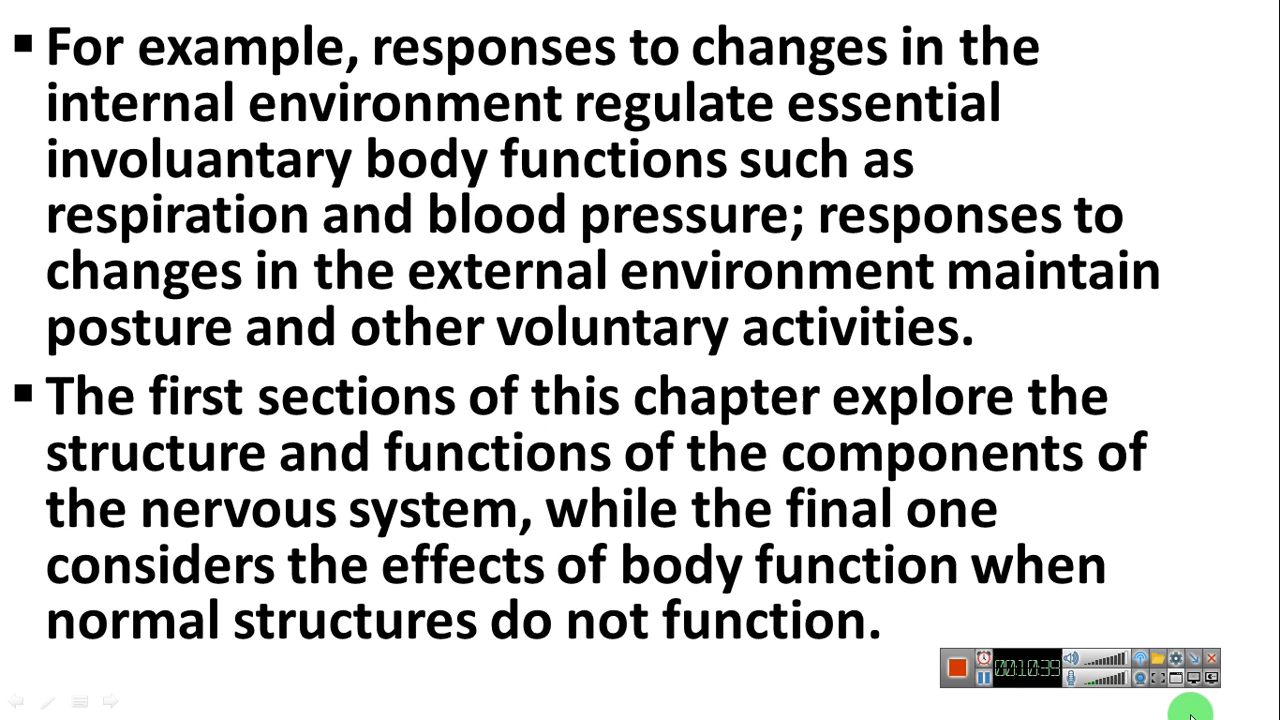 ▪ For example, responses to changes in the
internal environment regulate essential
involuantary body functions such as
respiration and blood pressure; responses to
changes in the external environment maintain
posture and other voluntary activities.
▪ The first sections of this chapter explore the
structure and functions of the components of
the nervous system, while the final one
considers the effects of body function when
normal structures do not function.
00:10:39